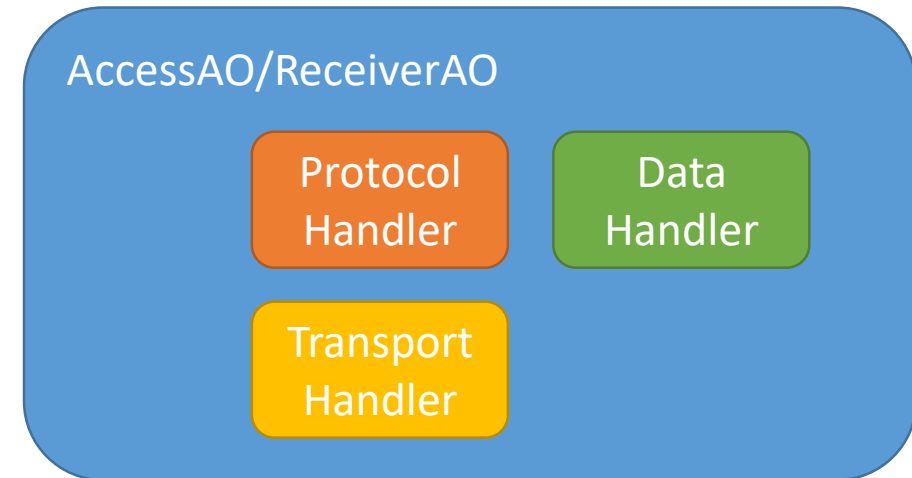 AccessAO/ReceiverAO
Protocol
Handler
Data
Handler
Transport
Handler